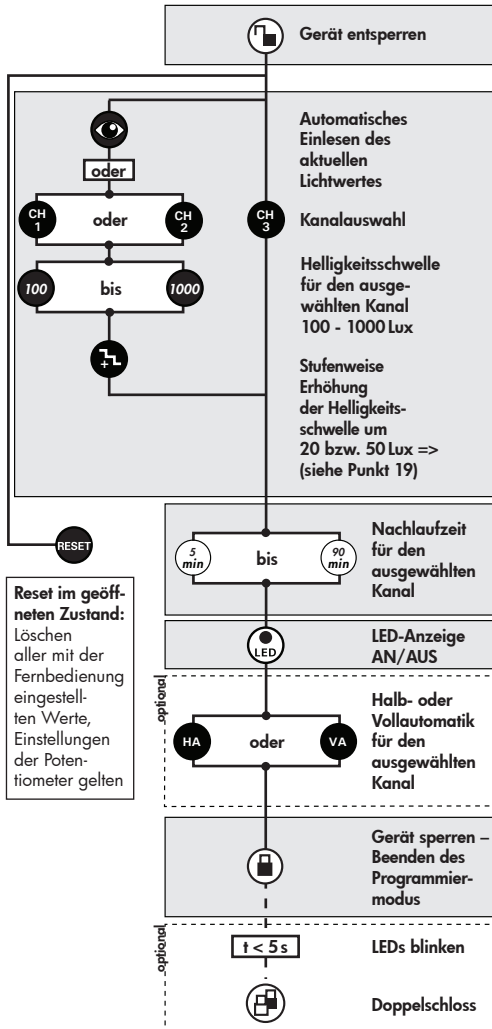 Gerät entsperren
Automatisches
Einlesen des
aktuellen
Lichtwertes
oder
CH
1
oder
CH
2
CH
3
Kanalauswahl
100
bis
1000
Helligkeitsschwelle
für den ausge-
wählten Kanal
100 - 1000 Lux
+
Stufenweise
Erhöhung
der Helligkeits-
schwelle um
20 bzw. 50 Lux =>
(siehe Punkt 19)
RESET
Reset im geöff-
neten Zustand:
Löschen
aller mit der
Fernbedienung
eingestell-
ten Werte,
Einstellungen
der Poten-
tiometer gelten
5
min
bis
90
min
Nachlaufzeit
für den
ausgewählten
Kanal
LED
LED-Anzeige
AN/AUS
optional
HA
oder
VA
Halb- oder
Vollautomatik
für den
ausgewählten
Kanal
Gerät sperren –
Beenden des
Programmier-
modus
optional
t < 5 s
LEDs blinken
Doppelschloss